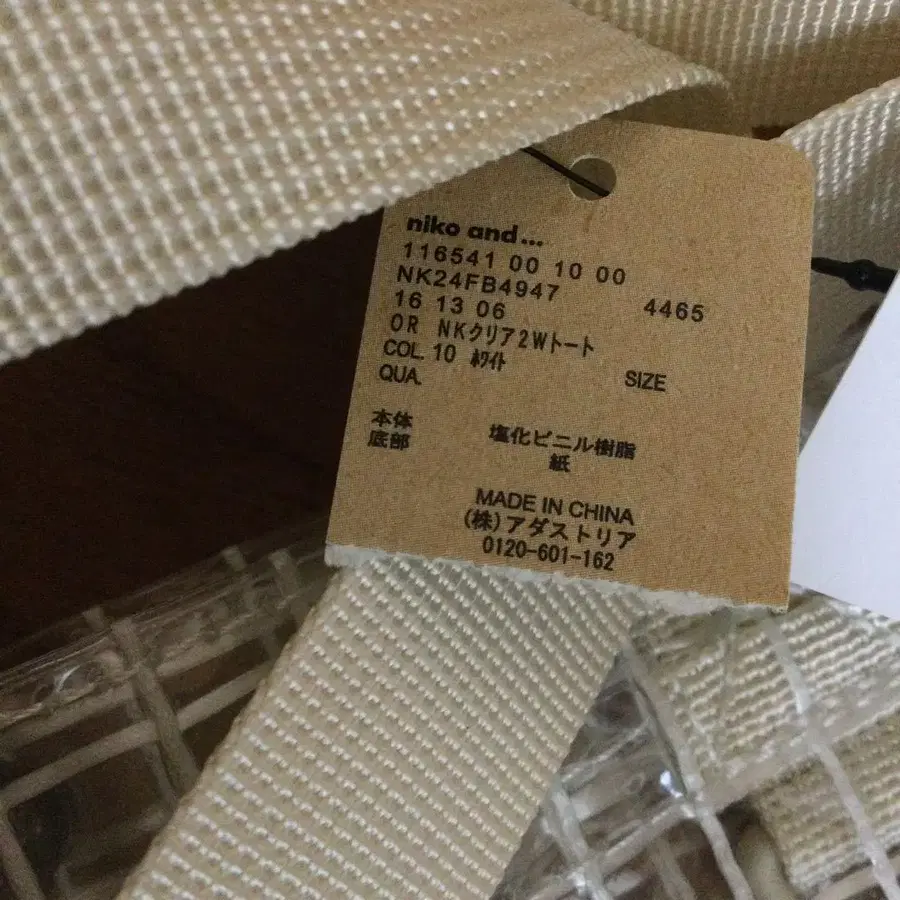 niko and...
116541 00 10 00
NK24FB4947 4465
16 13 06
OR NKクリア2Wトート
COL. 10 ﾎﾜｲﾄ
QUA. SIZE
本体 塩化ビニル樹脂
底部 紙
MADE IN CHINA
(株)アダストリア
0120-601-162